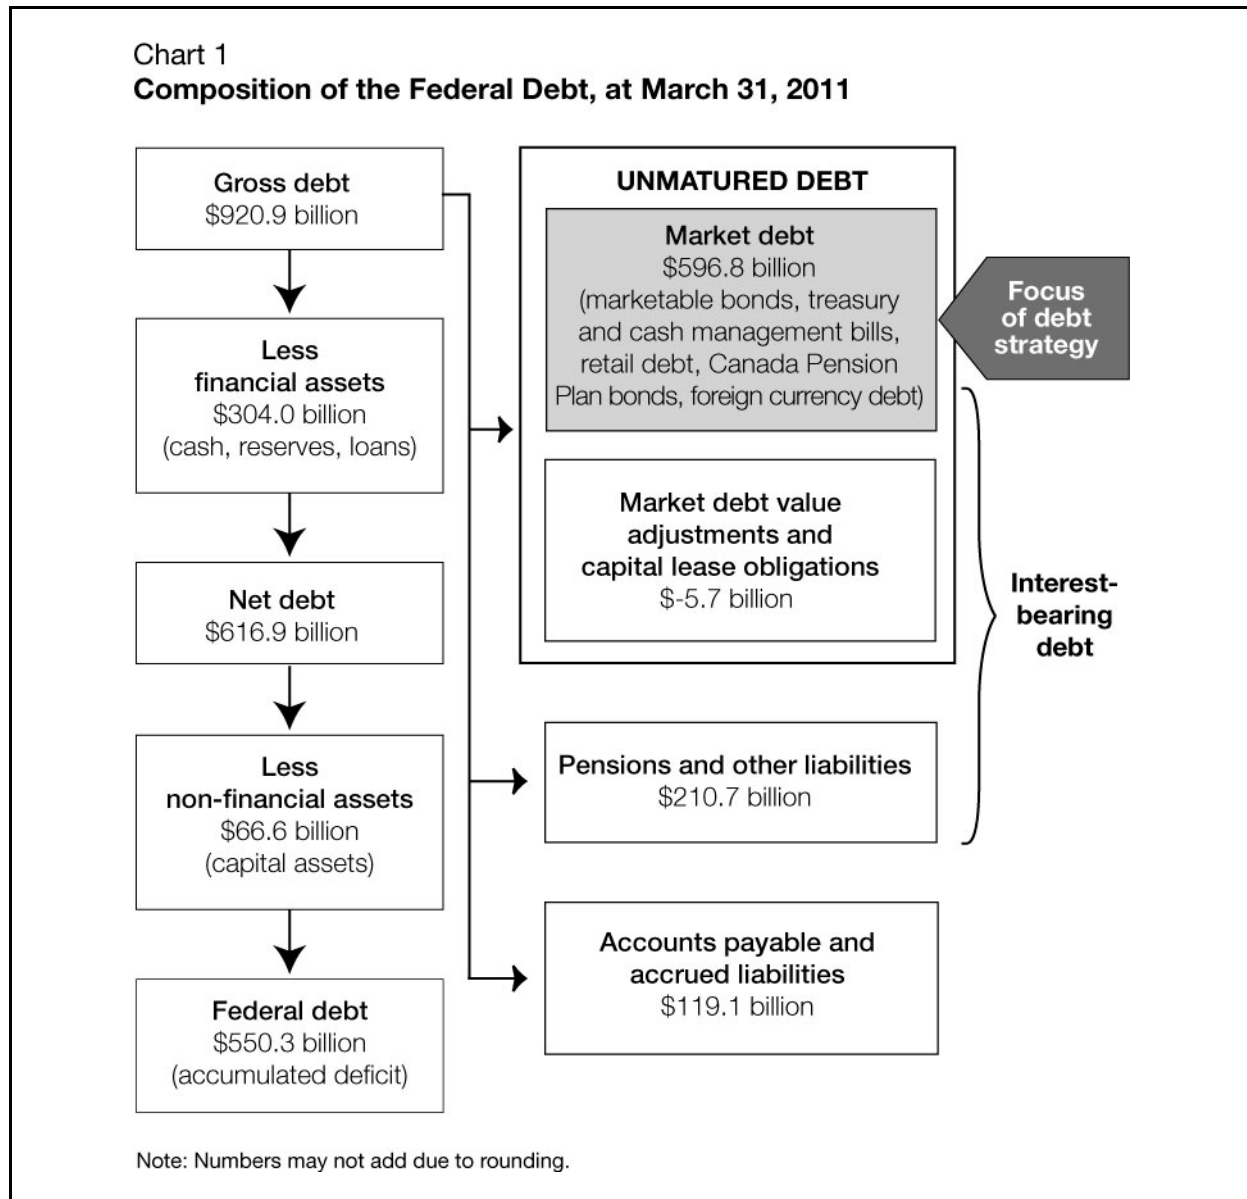 Chart 1
Composition of the Federal Debt, at March 31, 2011
Gross debt
$920.9 billion
Less
financial assets
$304.0 billion
(cash, reserves, loans)
Net debt
$616.9 billion
Less
non-financial assets
$66.6 billion
(capital assets)
Federal debt
$550.3 billion
(accumulated deficit)
UNMATURED DEBT
Market debt
$596.8 billion
(marketable bonds, treasury
and cash management bills,
retail debt, Canada Pension
Plan bonds, foreign currency debt)
Market debt value
adjustments and
capital lease obligations
$-5.7 billion
Pensions and other liabilities
$210.7 billion
Accounts payable and
accrued liabilities
$119.1 billion
Focus
of debt
strategy
Interest-
bearing
debt
Note: Numbers may not add due to rounding.